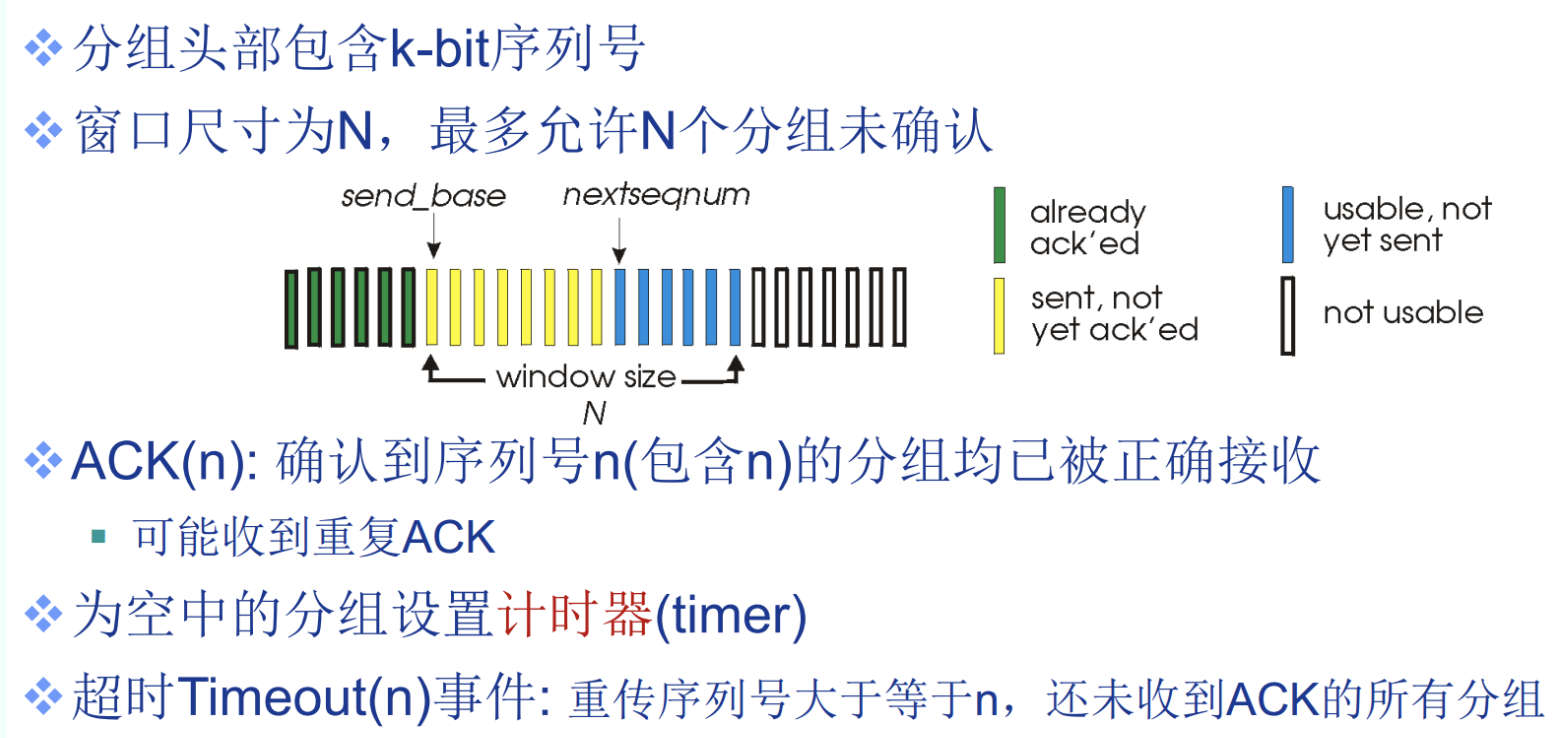 分组头部包含k-bit序列号
窗口尺寸为N，最多允许N个分组未确认
send_base
nextseqnum
already
ack'ed
usable, not
yet sent
sent, not
yet ack'ed
not usable
window size
N
ACK(n): 确认到序列号n(包含n)的分组均已被正确接收
可能收到重复ACK
为空中的分组设置计时器(timer)
超时Timeout(n)事件: 重传序列号大于等于n，还未收到ACK的所有分组